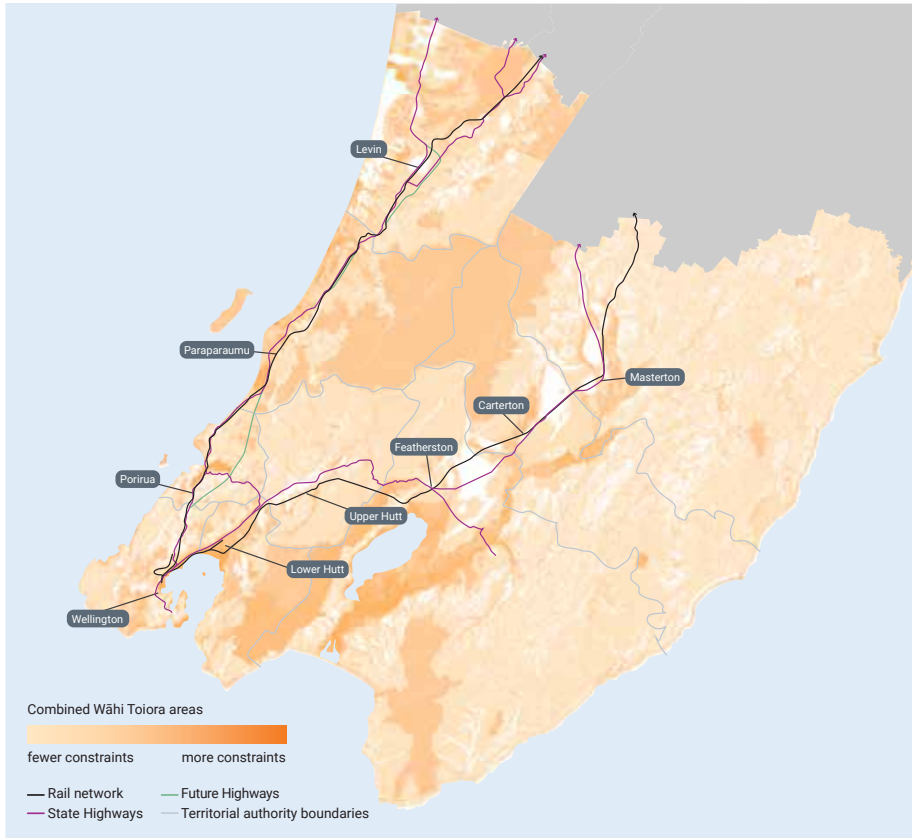 Levin
Paraparaumu
Masterton
Carterton
Featherston
Porirua
Upper Hutt
Lower Hutt
Wellington
Combined Wāhi Toiora areas
fewer constraints more constraints
Rail network Future Highways
State Highways Territorial authority boundaries